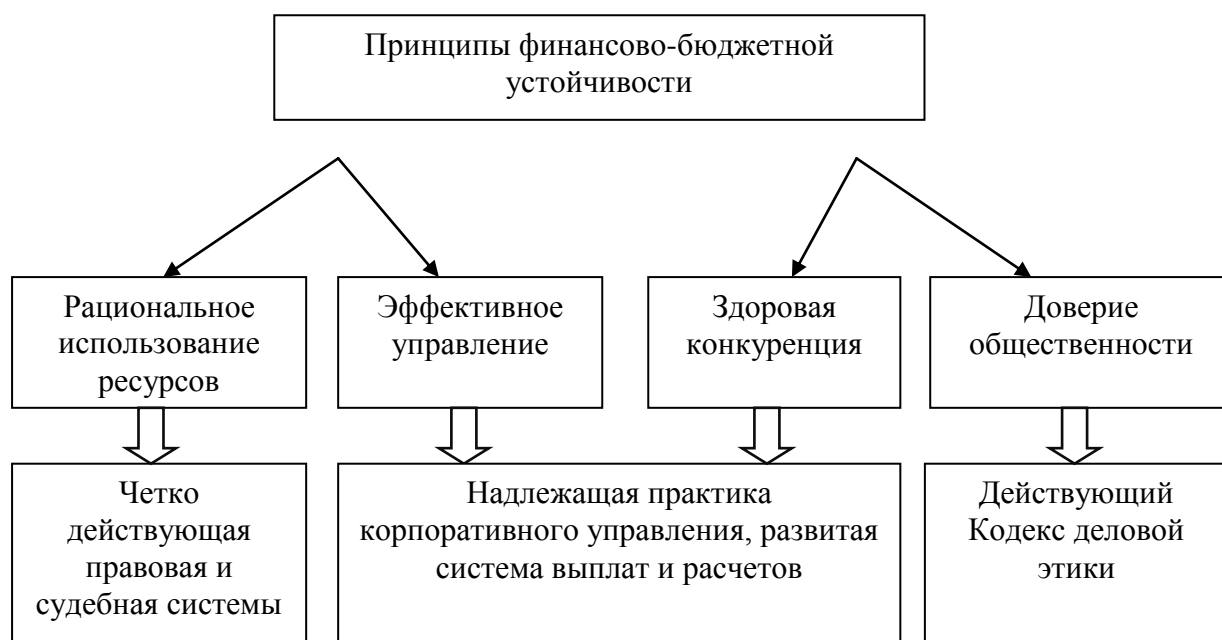 Принципы финансово-бюджетной
устойчивости
Рациональное
использование
ресурсов
Эффективное
управление
Здоровая
конкуренция
Доверие
общественности
Четко
действующая
правовая и
судебная системы
Надлежащая практика
корпоративного управления, развитая
система выплат и расчетов
Действующий
Кодекс деловой
этики